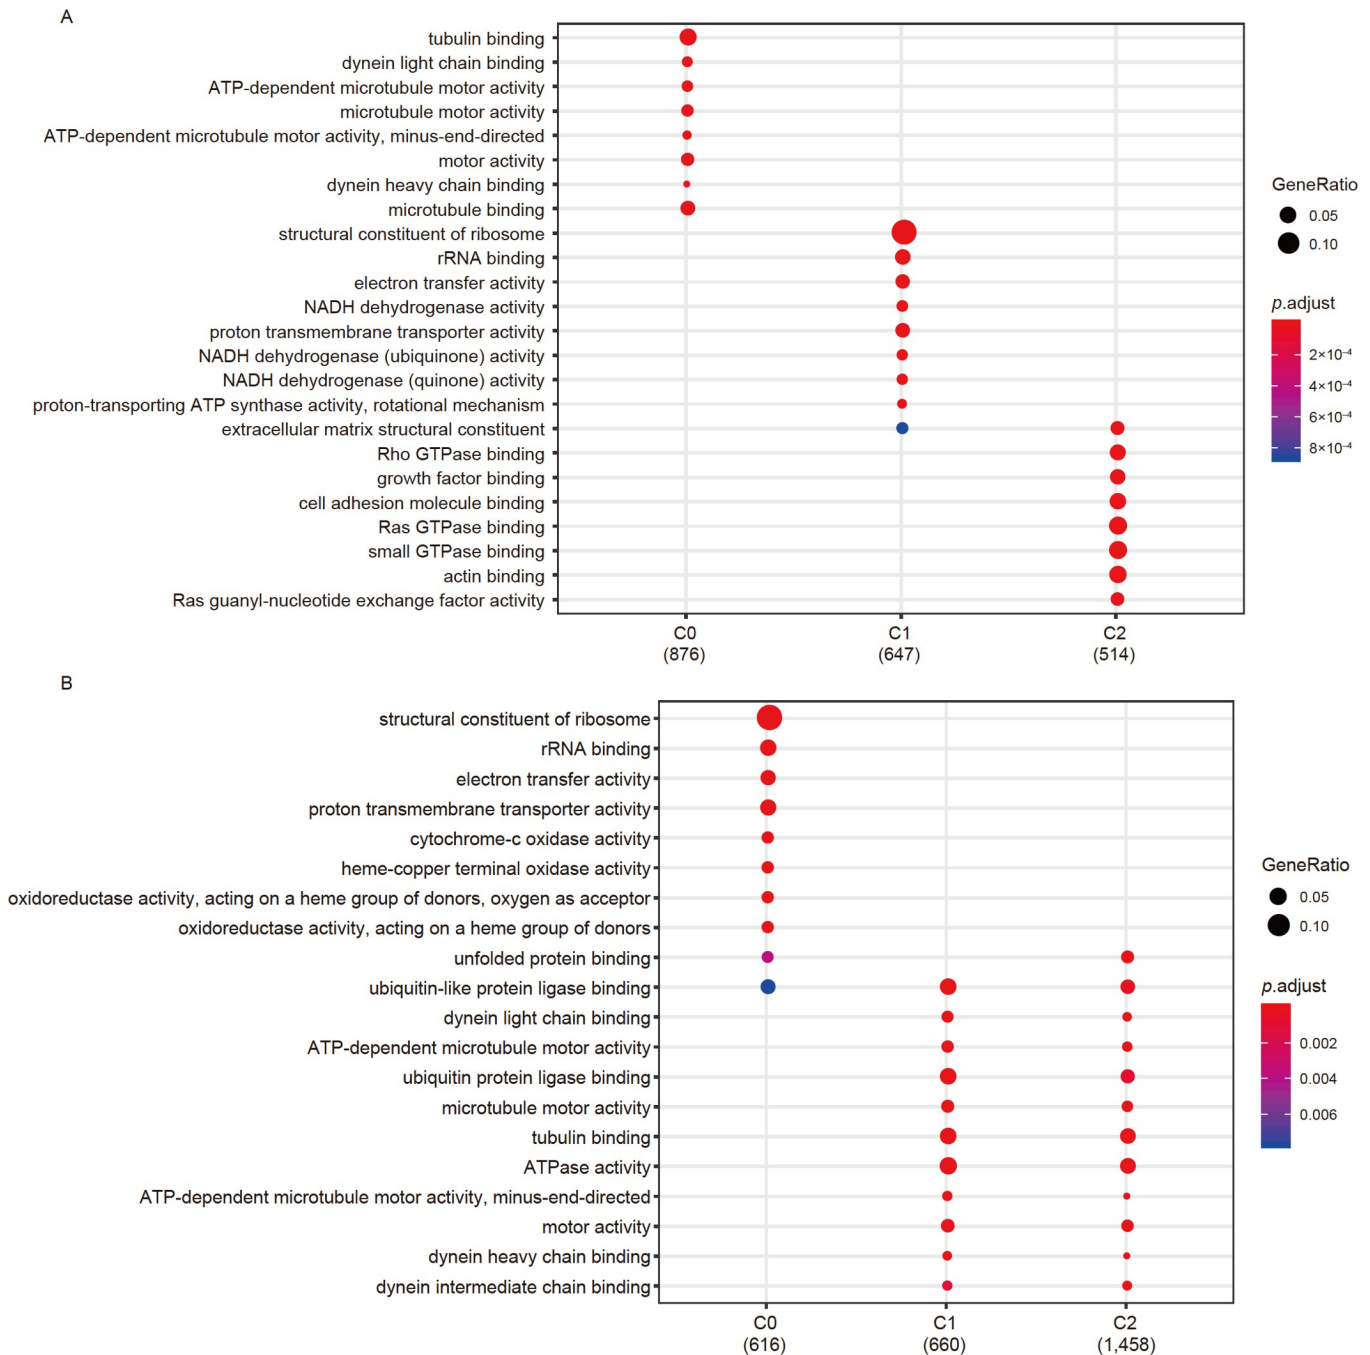 A
tubulin binding
dynein light chain binding
ATP-dependent microtubule motor activity
microtubule motor activity
ATP-dependent microtubule motor activity, minus-end-directed
motor activity
dynein heavy chain binding
microtubule binding
structural constituent of ribosome
rRNA binding
electron transfer activity
NADH dehydrogenase activity
proton transmembrane transporter activity
NADH dehydrogenase (ubiquinone) activity
NADH dehydrogenase (quinone) activity
proton-transporting ATP synthase activity, rotational mechanism
extracellular matrix structural constituent
Rho GTPase binding
growth factor binding
cell adhesion molecule binding
Ras GTPase binding
small GTPase binding
actin binding
Ras guanyl-nucleotide exchange factor activity
C0 C1 C2
(876) (647) (514)
GeneRatio
0.05
0.10
p.adjust
2×10⁻⁴
4×10⁻⁴
6×10⁻⁴
8×10⁻⁴
B
structural constituent of ribosome
rRNA binding
electron transfer activity
proton transmembrane transporter activity
cytochrome-c oxidase activity
heme-copper terminal oxidase activity
oxidoreductase activity, acting on a heme group of donors, oxygen as acceptor
oxidoreductase activity, acting on a heme group of donors
unfolded protein binding
ubiquitin-like protein ligase binding
dynein light chain binding
ATP-dependent microtubule motor activity
ubiquitin protein ligase binding
microtubule motor activity
tubulin binding
ATPase activity
ATP-dependent microtubule motor activity, minus-end-directed
motor activity
dynein heavy chain binding
dynein intermediate chain binding
C0 C1 C2
(616) (660) (1,458)
GeneRatio
0.05
0.10
p.adjust
0.002
0.004
0.006